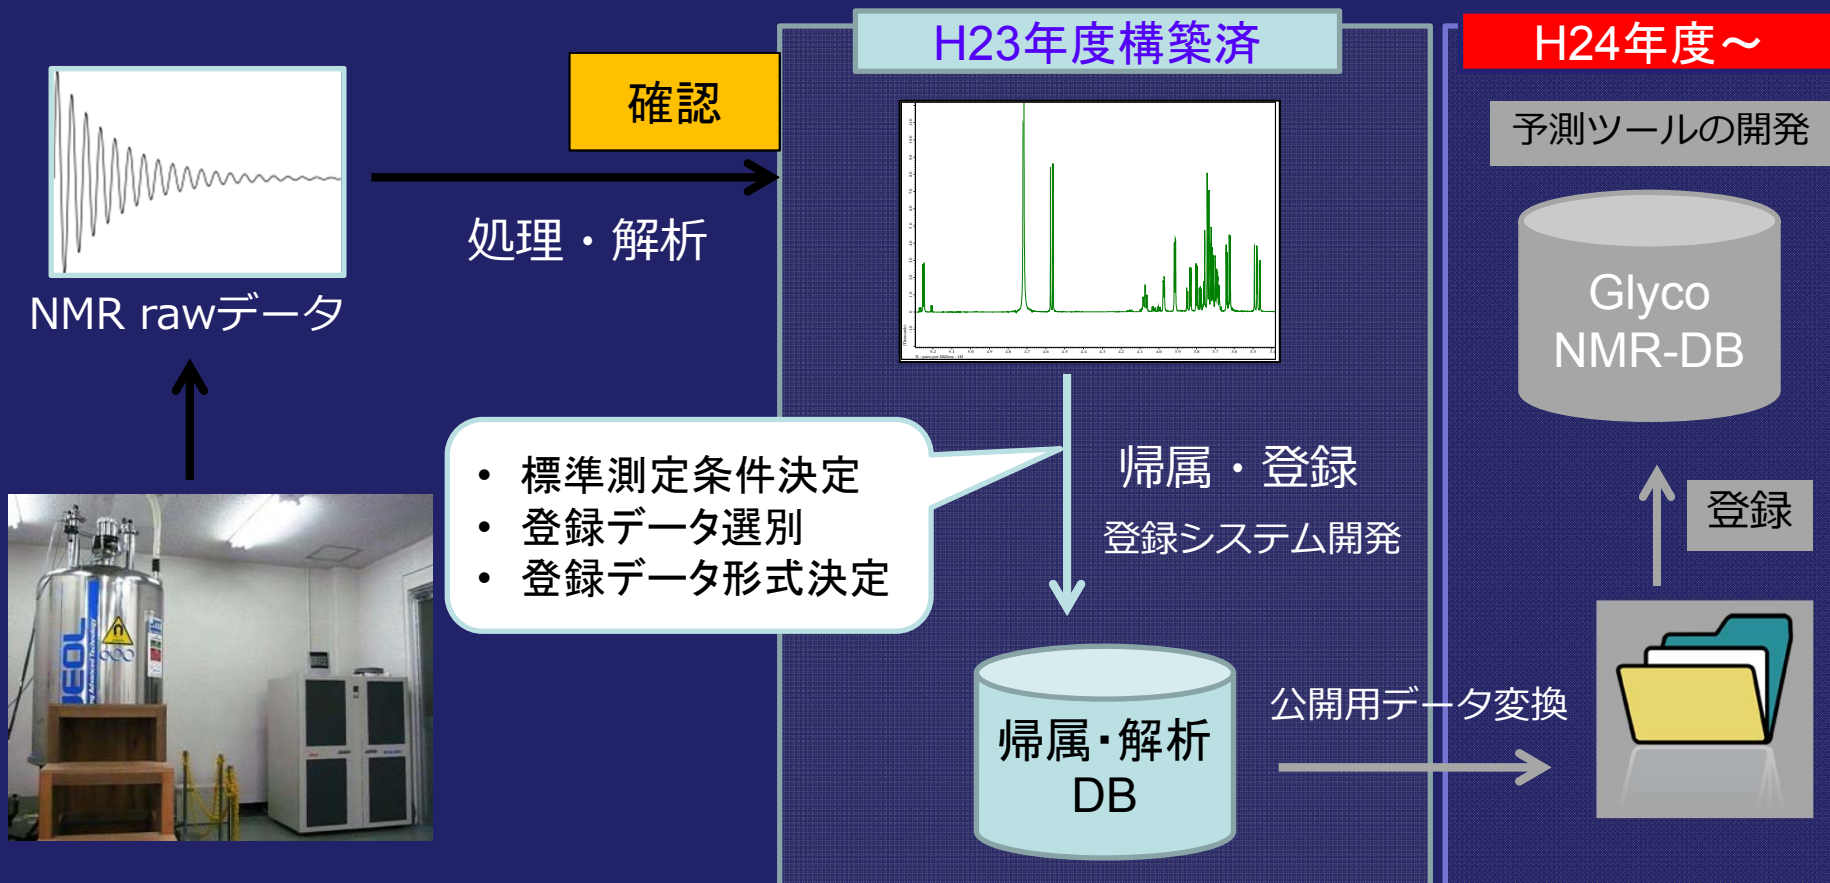 H23年度構築済
H24年度～
確認
予測ツールの開発
処理・解析
NMR rawデータ
Glyco
NMR-DB
• 標準測定条件決定
• 登録データ選別
• 登録データ形式決定
帰属・登録
登録システム開発
登録
JEOL
公開用データ変換
帰属・解析
DB